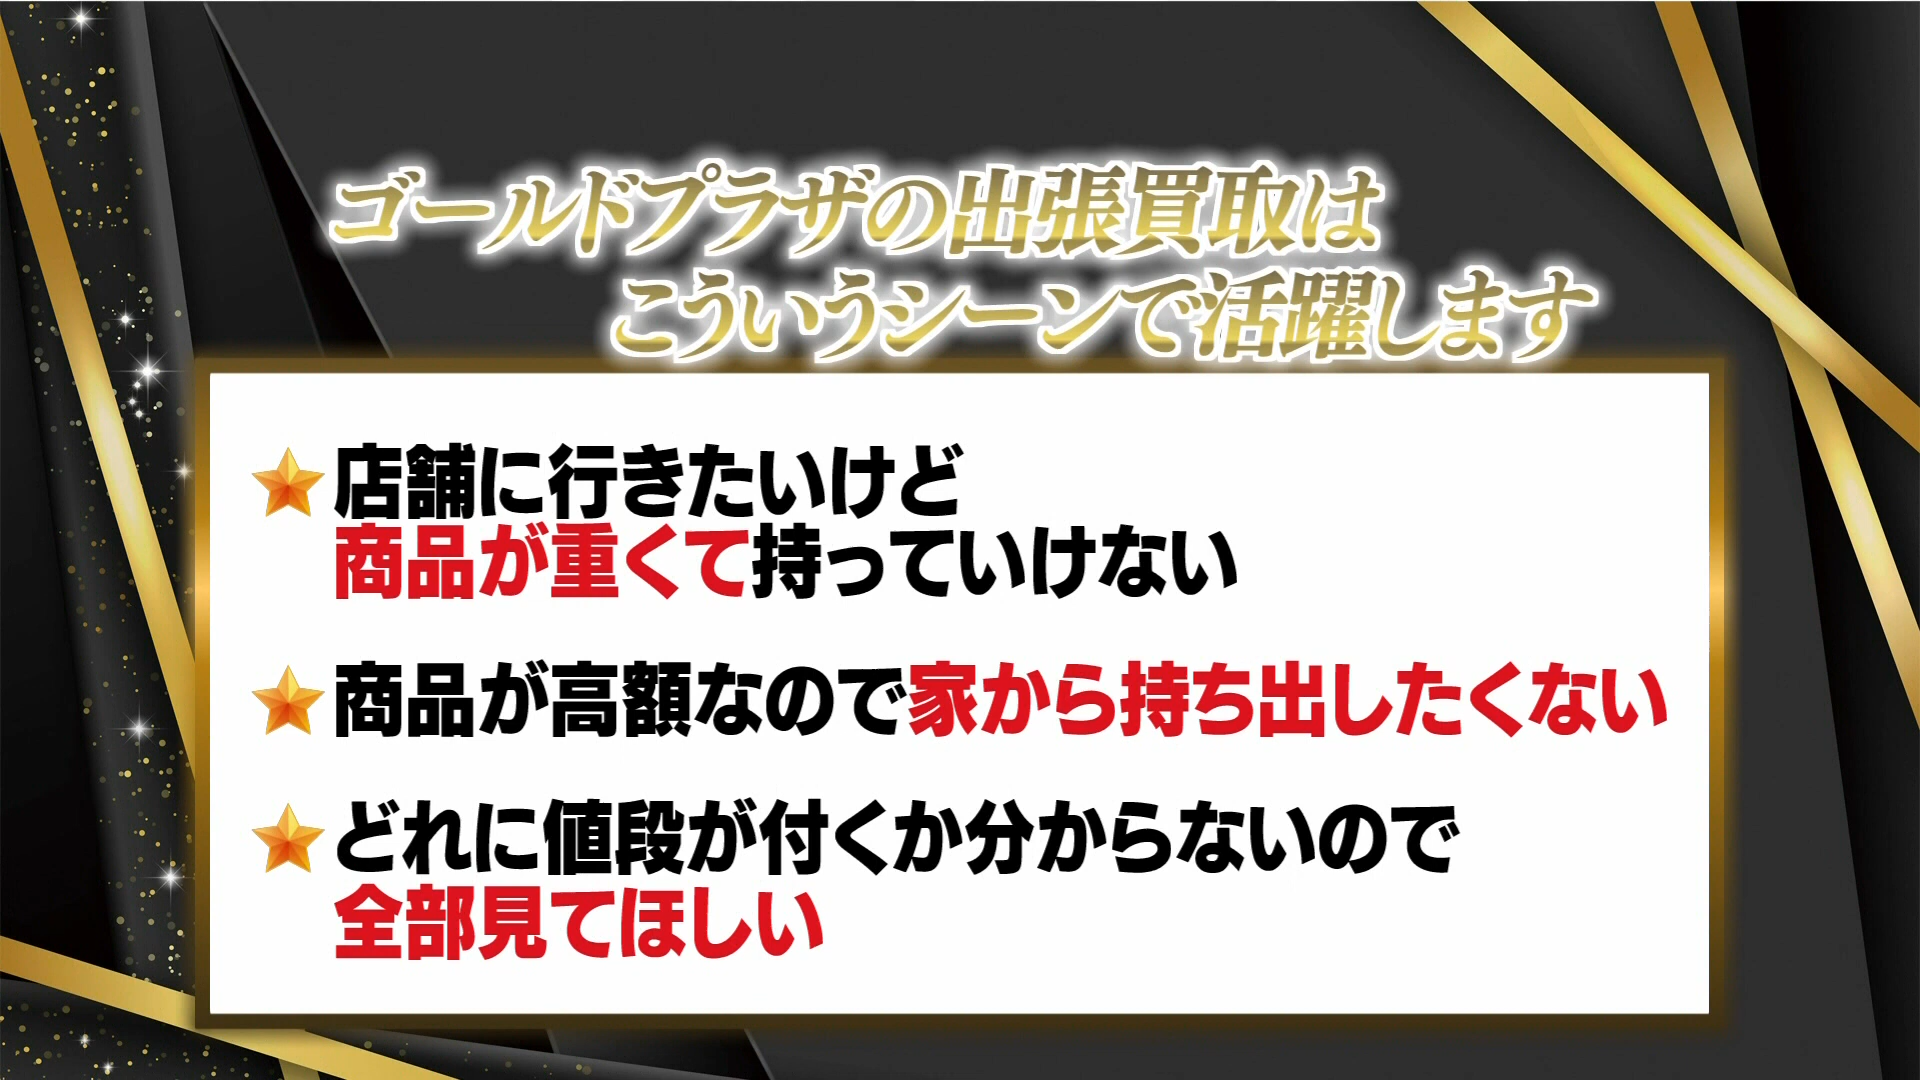 ゴールドプラザの出張買取は
こういうシーンで活躍します
店舗に行きたいけど
商品が重くて持っていけない
商品が高額なので家から持ち出したくない
どれに値段が付くか分からないので
全部見てほしい